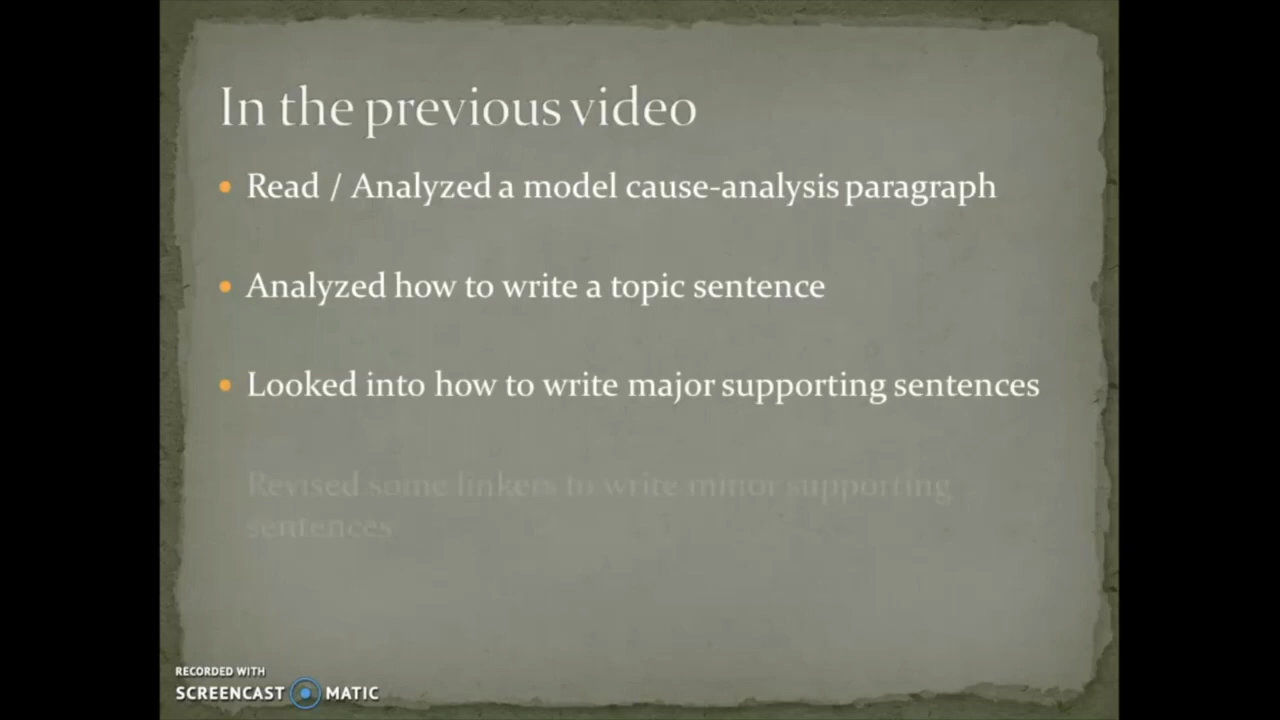 In the previous video
Read / Analyzed a model cause-analysis paragraph
Analyzed how to write a topic sentence
Looked into how to write major supporting sentences
Revised some linkers to write minor supporting
sentences
RECORDED WITH
SCREENCAST MATIC